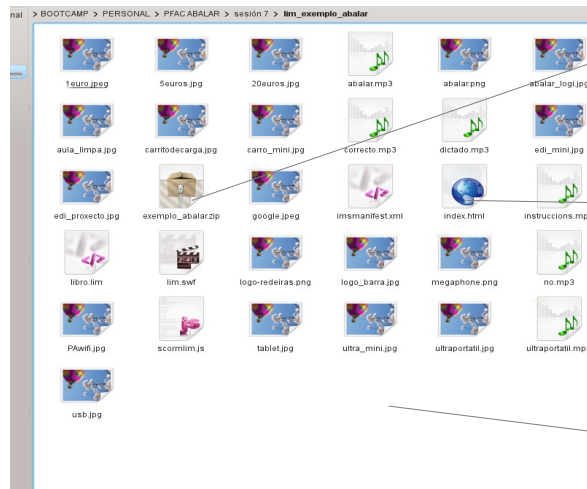 nal > BOOTCAMP > PERSONAL > PFAC ABALAR > sesión 7 > lim_exemplo_abalar
1euro.jpeg 5euros.jpg 20euros.jpg abalar.mp3 abalar.png abalar_logi.jpg
aula_limpa.jpg carritodecarga.jpg carro_mini.jpg correcto.mp3 dictado.mp3 edi_mini.jpg
edi_proxecto.jpg exemplo_abalar.zip google.jpeg imsmanifest.xml index.html instruccions.mp
libro.lim lim.swf logo-redeiras.png logo_barra.jpg megaphone.png no.mp3
PAwifi.jpg scormlim.js tablet.jpg ultra_mini.jpg ultraportatil.jpg ultraportatil.mp
usb.jpg